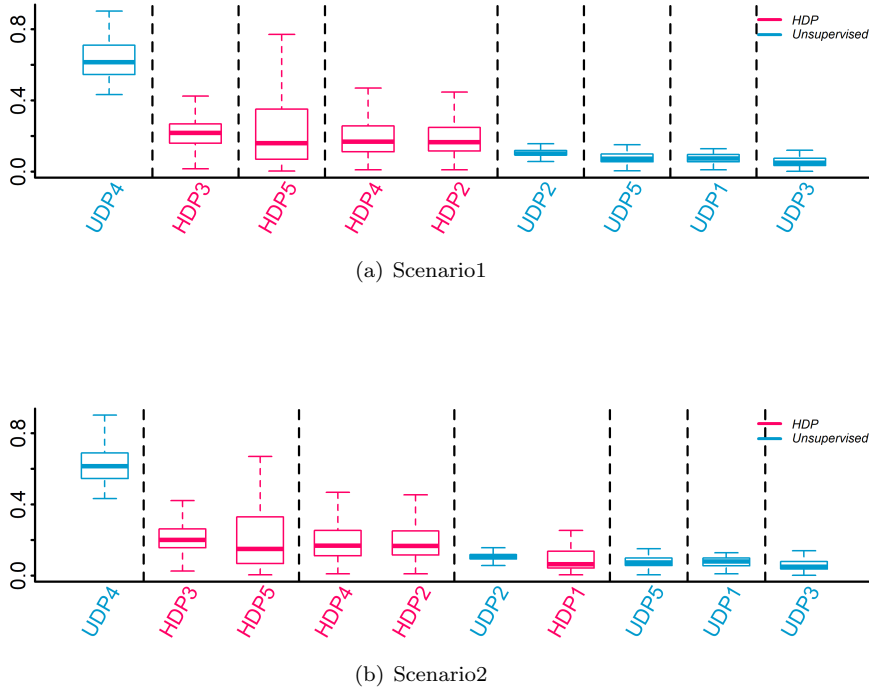 0.8
0.4
0.0
HDP
Unsupervised
UDP4
HDP3
HDP5
HDP4
HDP2
UDP2
UDP5
UDP1
UDP3
(a) Scenario1
0.8
0.4
0.0
HDP
Unsupervised
UDP4
HDP3
HDP5
HDP4
HDP2
UDP2
HDP1
UDP5
UDP1
UDP3
(b) Scenario2